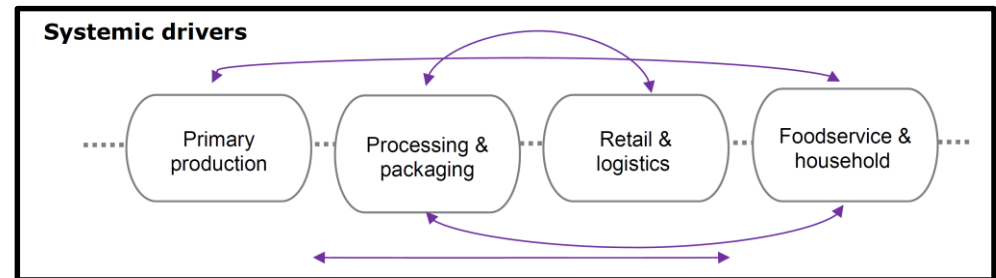 Systemic drivers
Primary
production
Processing &
packaging
Retail &
logistics
Foodservice &
household